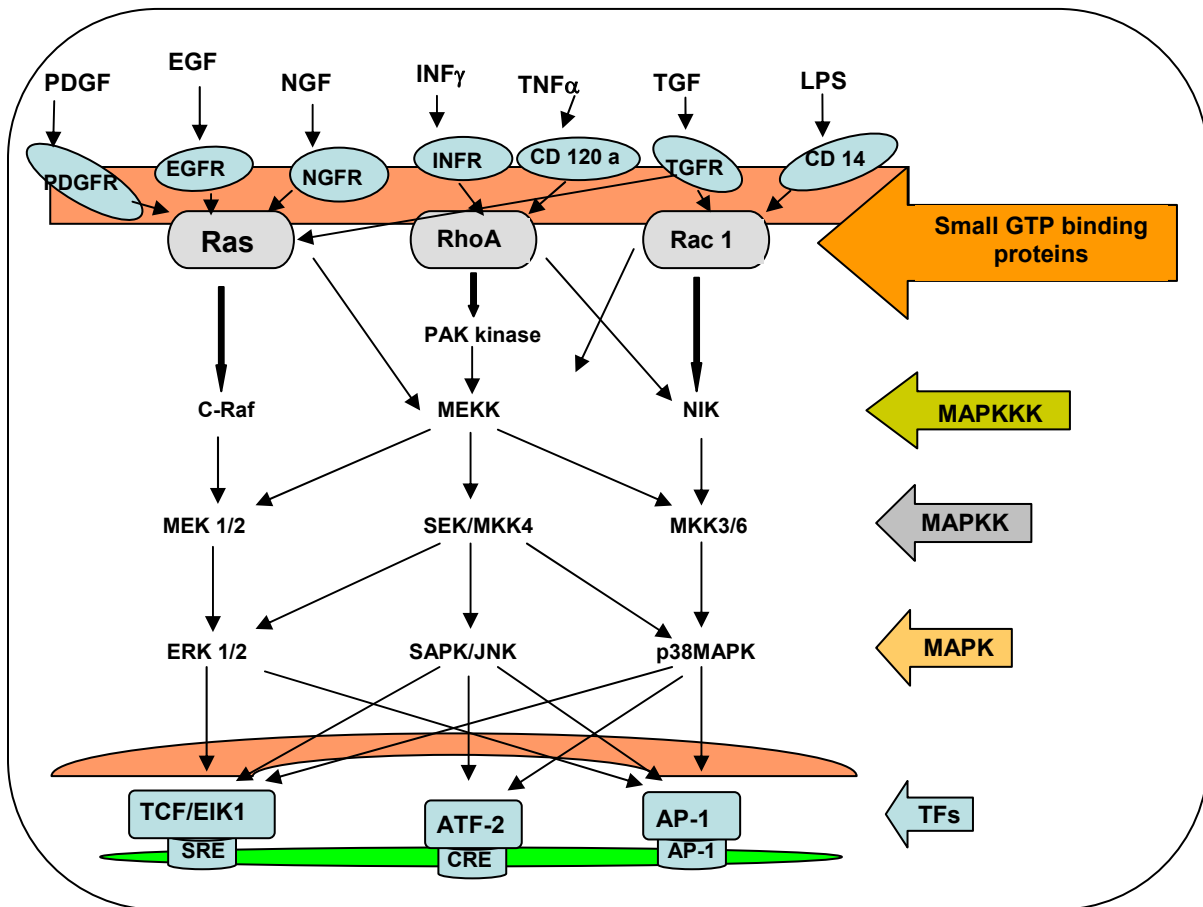 PDGF
EGF
NGF
INFγ
TNFα
TGF
LPS
PDGFR
EGFR
NGFR
INFR
CD 120 a
TGFR
CD 14
Ras
RhoA
Rac 1
Small GTP binding
proteins
PAK kinase
C-Raf
MEKK
NIK
MAPKKK
MEK 1/2
SEK/MKK4
MKK3/6
MAPKK
ERK 1/2
SAPK/JNK
p38MAPK
MAPK
TCF/EIK1
ATF-2
AP-1
TFs
SRE
CRE
AP-1